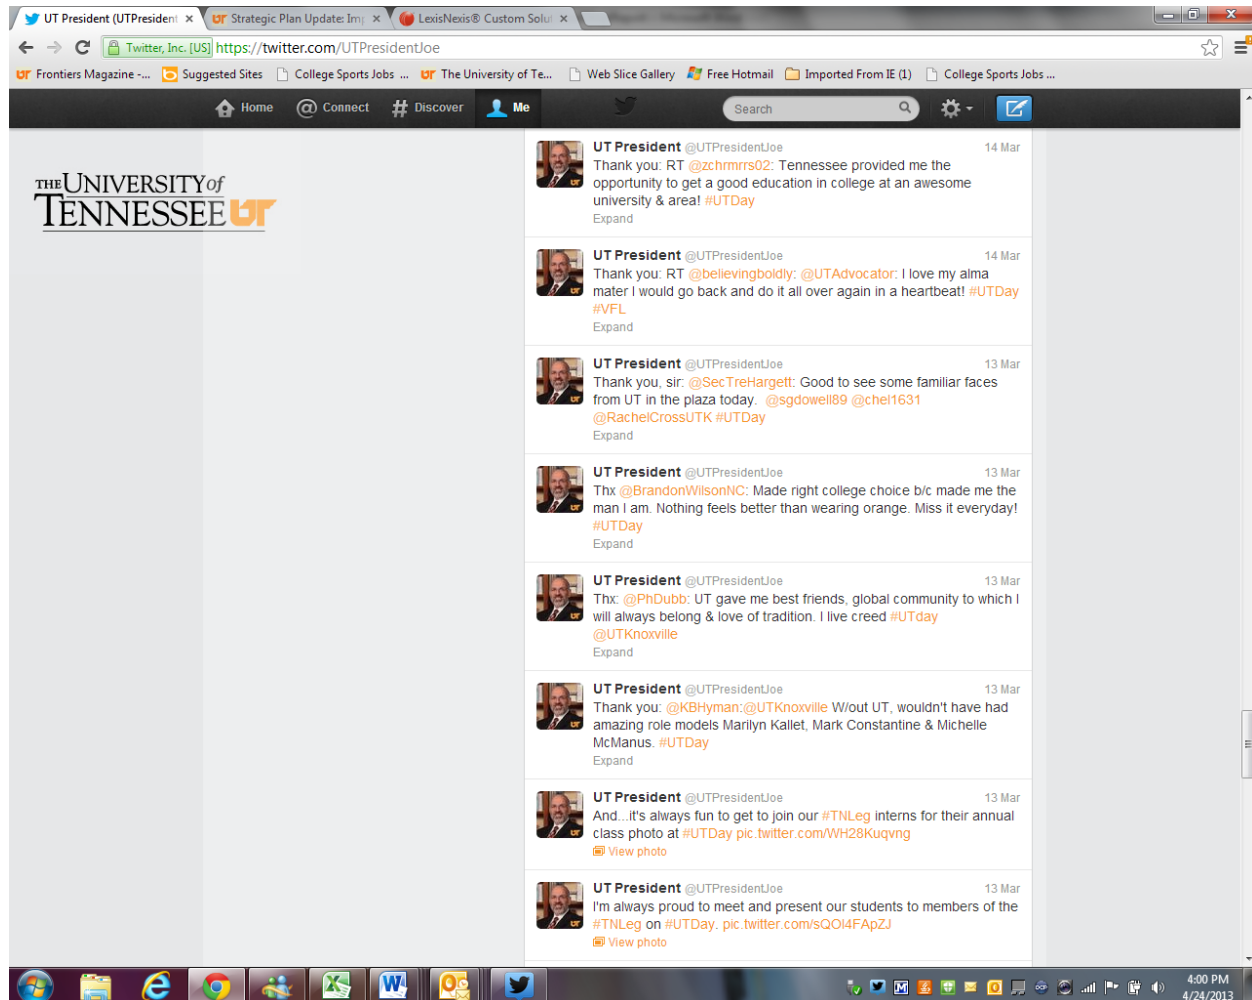 UT President (UTPresident
Strategic Plan Update: Im
LexisNexis® Custom Solu
Twitter, Inc. [US] https://twitter.com/UTPresidentJoe
Frontiers Magazine -... Suggested Sites College Sports Jobs ... The University of Te... Web Slice Gallery Free Hotmail Imported From IE (1) College Sports Jobs ...
Home Connect Discover Me Search
THE UNIVERSITY of
TENNESSEE UT
UT President @UTPresidentJoe 14 Mar
Thank you: RT @zchrmrrs02: Tennessee provided me the
opportunity to get a good education in college at an awesome
university & area! #UTDay
Expand
UT President @UTPresidentJoe 14 Mar
Thank you: RT @believingboldly: @UTAdvocator: I love my alma
mater I would go back and do it all over again in a heartbeat! #UTDay
#VFL
Expand
UT President @UTPresidentJoe 13 Mar
Thank you, sir: @SecTreHargett: Good to see some familiar faces
from UT in the plaza today. @sgdowell89 @chel1631
@RachelCrossUTK #UTDay
Expand
UT President @UTPresidentJoe 13 Mar
Thx @BrandonWilsonNC: Made right college choice b/c made me the
man I am. Nothing feels better than wearing orange. Miss it everyday!
#UTDay
Expand
UT President @UTPresidentJoe 13 Mar
Thx: @PhDubb: UT gave me best friends, global community to which I
will always belong & love of tradition. I live creed #UTday
@UTKnoxville
Expand
UT President @UTPresidentJoe 13 Mar
Thank you: @KBHyman:@UTKnoxville W/out UT, wouldn't have had
amazing role models Marilyn Kallet, Mark Constantine & Michelle
McManus. #UTDay
Expand
UT President @UTPresidentJoe 13 Mar
And...it's always fun to get to join our #TNLeg interns for their annual
class photo at #UTDay pic.twitter.com/WH28Kuqvng
View photo
UT President @UTPresidentJoe 13 Mar
I'm always proud to meet and present our students to members of the
#TNLeg on #UTDay. pic.twitter.com/sQOl4FApZJ
View photo
4:00 PM
4/24/2013